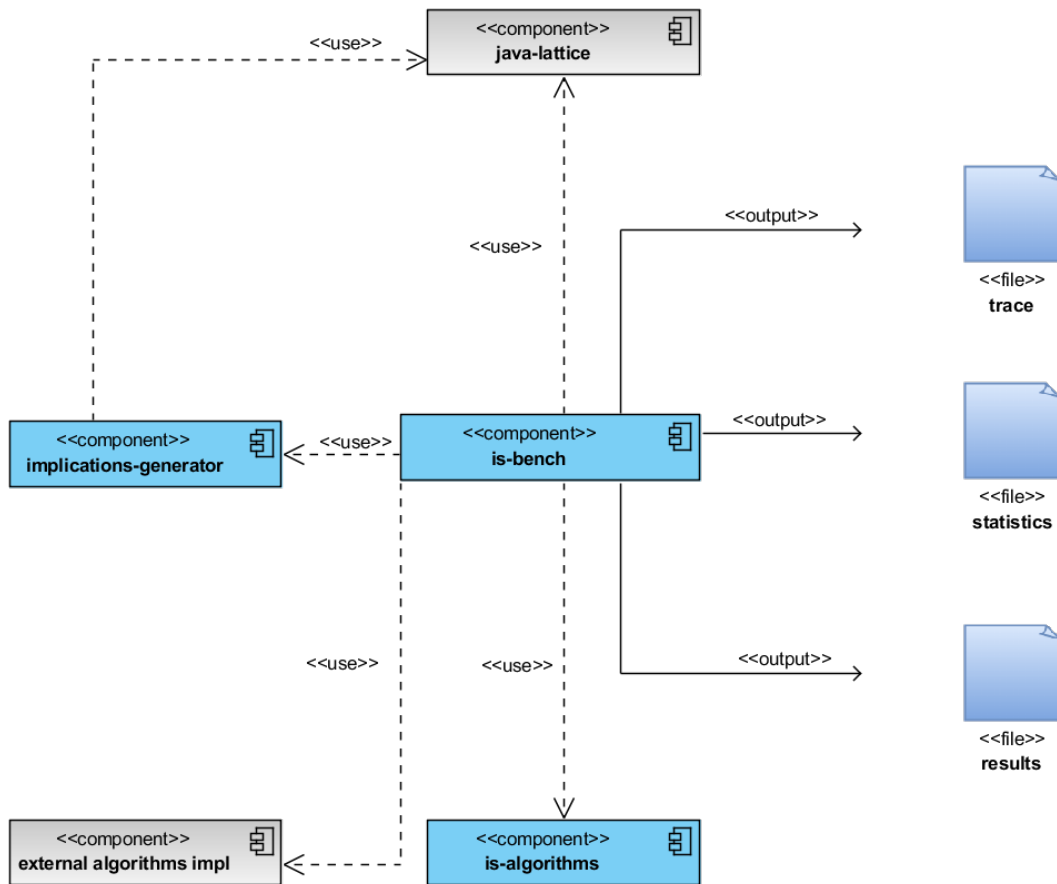 <<component>>
java-lattice
<<use>>
<<output>>
<<use>>
<<file>>
trace
<<component>>
implications-generator
<<use>>
<<component>>
is-bench
<<output>>
<<file>>
statistics
<<use>>
<<use>>
<<output>>
<<file>>
results
<<component>>
external algorithms impl
<<component>>
is-algorithms